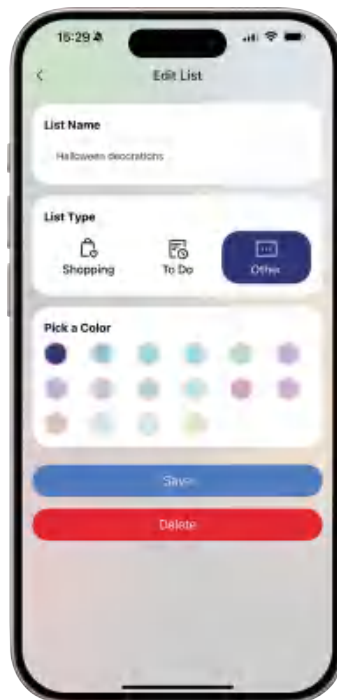 15:29
Edit List
List Name
Halloween decorations
List Type
Shopping To Do Other
Pick a Color
Save
Delete